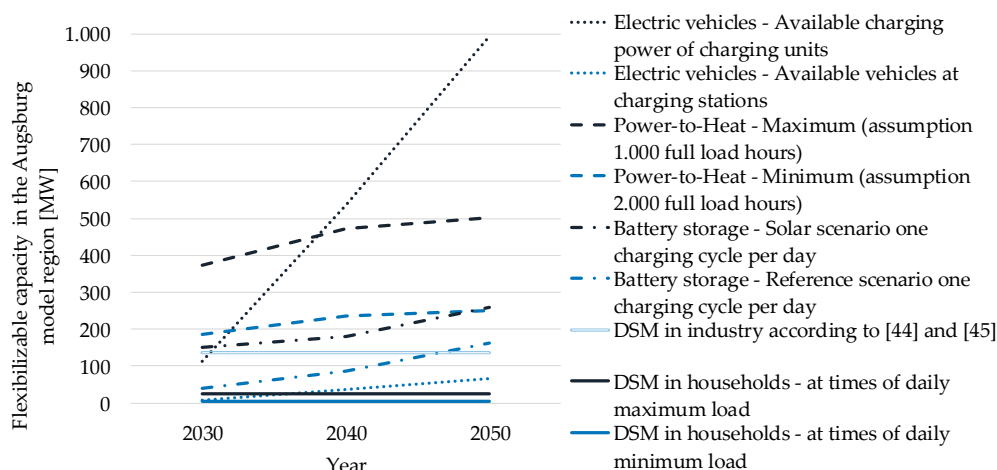 Flexibilizable capacity in the Augsburg
model region [MW]
1.000
900
800
700
600
500
400
300
200
100
0
2030
2040
2050
Year
Electric vehicles - Available charging
power of charging units
Electric vehicles - Available vehicles at
charging stations
Power-to-Heat - Maximum (assumption
1.000 full load hours)
Power-to-Heat - Minimum (assumption
2.000 full load hours)
Battery storage - Solar scenario one
charging cycle per day
Battery storage - Reference scenario one
charging cycle per day
DSM in industry according to [44] and [45]
DSM in households - at times of daily
maximum load
DSM in households - at times of daily
minimum load